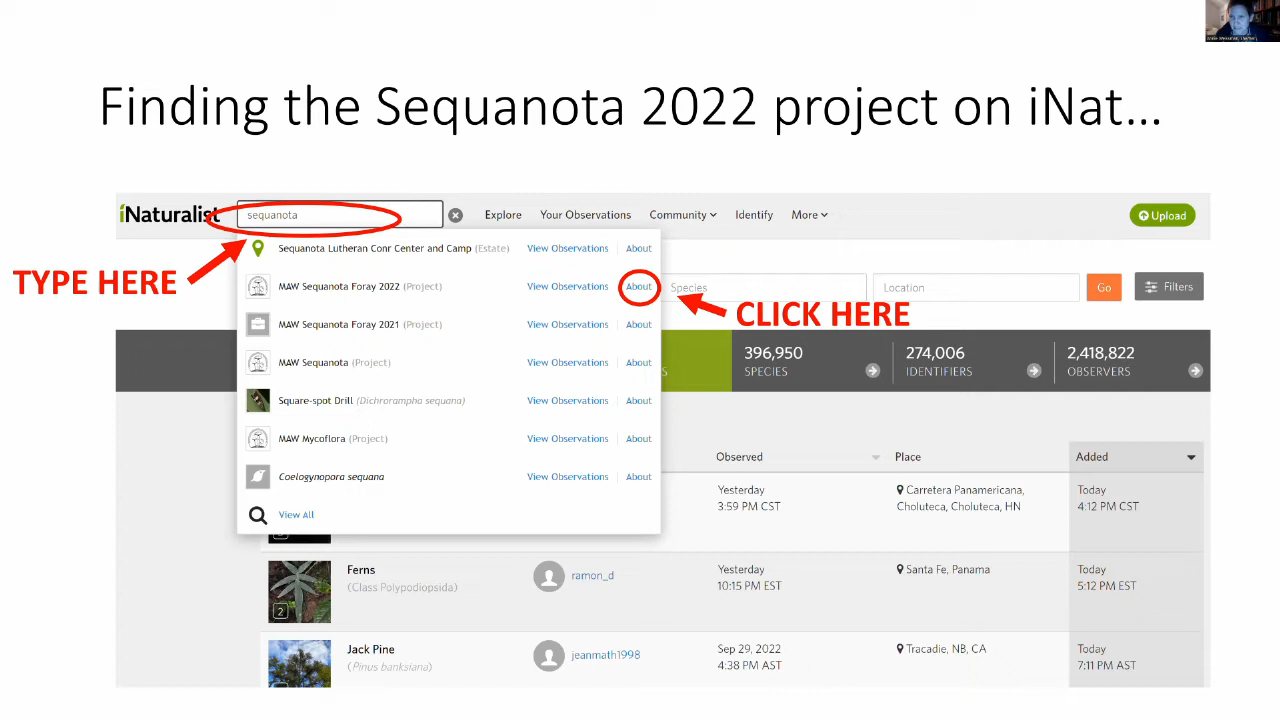 Finding the Sequanota 2022 project on iNat...
iNaturalist
sequanota
Explore
Your Observations
Community
Identify
More
Upload
TYPE HERE
Sequanota Lutheran Conr Center and Camp (Estate) View Observations About
MAW Sequanota Foray 2022 (Project) View Observations About
Species
Location
Go
Filters
CLICK HERE
MAW Sequanota Foray 2021 (Project) View Observations About
MAW Sequanota (Project) View Observations About
S
396,950
SPECIES
274,006
IDENTIFIERS
2,418,822
OBSERVERS
Square-spot Drill (Dichrorampha sequana) View Observations About
MAW Mycoflora (Project) View Observations About
Coelogynopora sequana View Observations About
View All
Observed
Place
Added
Yesterday
3:59 PM CST
Carretera Panamericana,
Choluteca, Choluteca, HN
Today
4:12 PM CST
Ferns
(Class Polypodiopsida)
2
ramon_d
Yesterday
10:15 PM EST
Santa Fe, Panama
Today
5:12 PM EST
Jack Pine
(Pinus banksiana)
jeanmath1998
Sep 29, 2022
4:38 PM AST
Tracadie, NB, CA
Today
7:11 PM AST